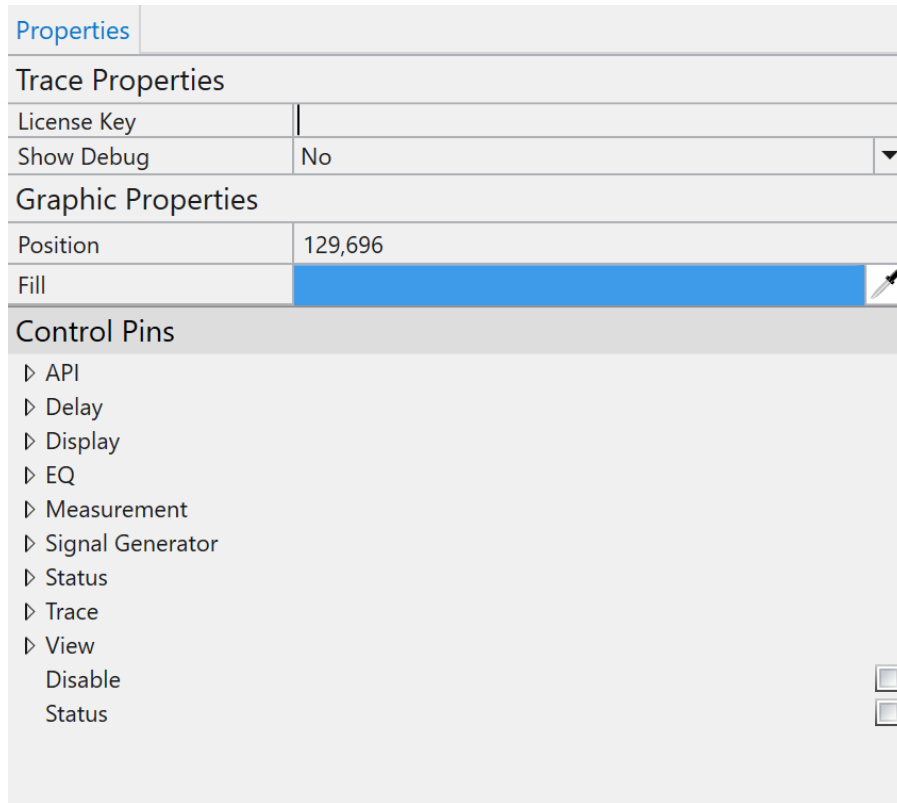 Properties
Trace Properties
License Key
Show Debug No
Graphic Properties
Position 129,696
Fill
Control Pins
API
Delay
Display
EQ
Measurement
Signal Generator
Status
Trace
View
Disable
Status